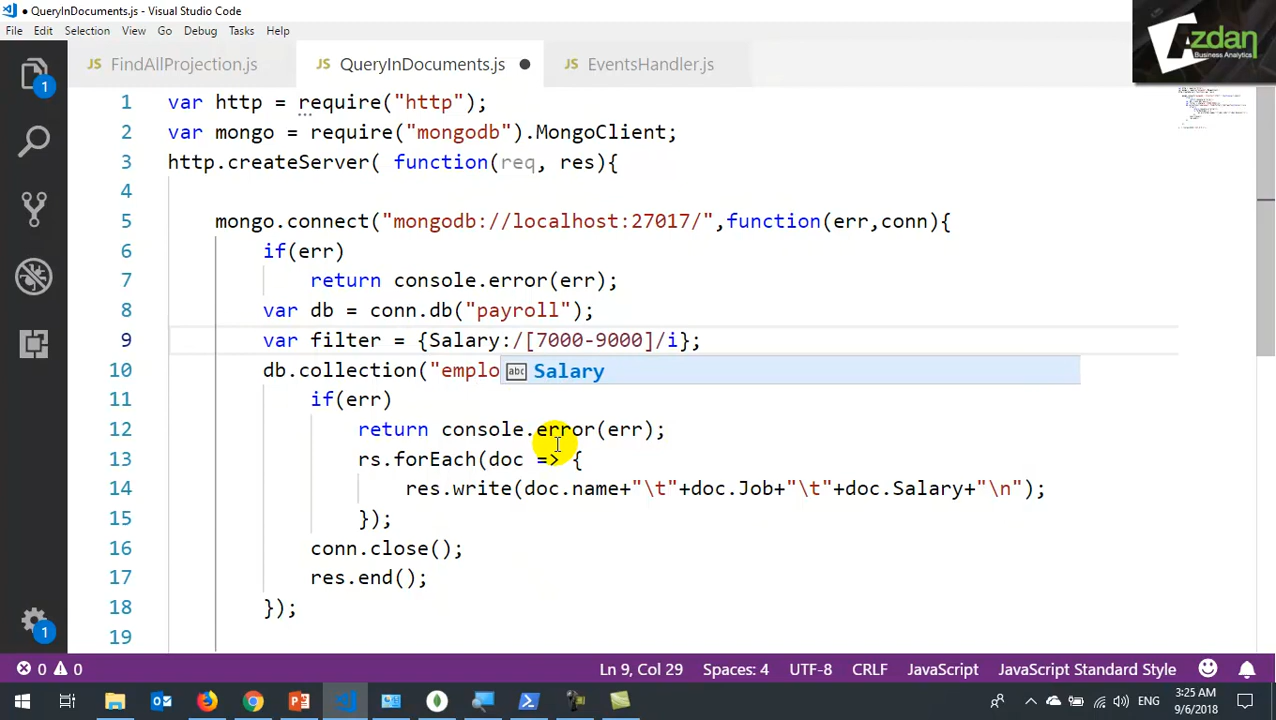 ● QueryInDocuments.js - Visual Studio Code
File Edit Selection View Go Debug Tasks Help
Azdan
Business Analytics
JS FindAllProjection.js JS QueryInDocuments.js ● JS EventsHandler.js
1 var http = require("http");
2 var mongo = require("mongodb").MongoClient;
3 http.createServer( function(req, res){
4
5 mongo.connect("mongodb://localhost:27017/",function(err,conn){
6 if(err)
7 return console.error(err);
8 var db = conn.db("payroll");
9 var filter = {Salary:/[7000-9000]/i};
10 db.collection("emplo
abc Salary
11 if(err)
12 return console.error(err);
13 rs.forEach(doc => {
14 res.write(doc.name+"\t"+doc.Job+"\t"+doc.Salary+"\n");
15 });
16 conn.close();
17 res.end();
18 });
19
1
1
0 0 Ln 9, Col 29 Spaces: 4 UTF-8 CRLF JavaScript JavaScript Standard Style
ENG
3:25 AM
9/6/2018